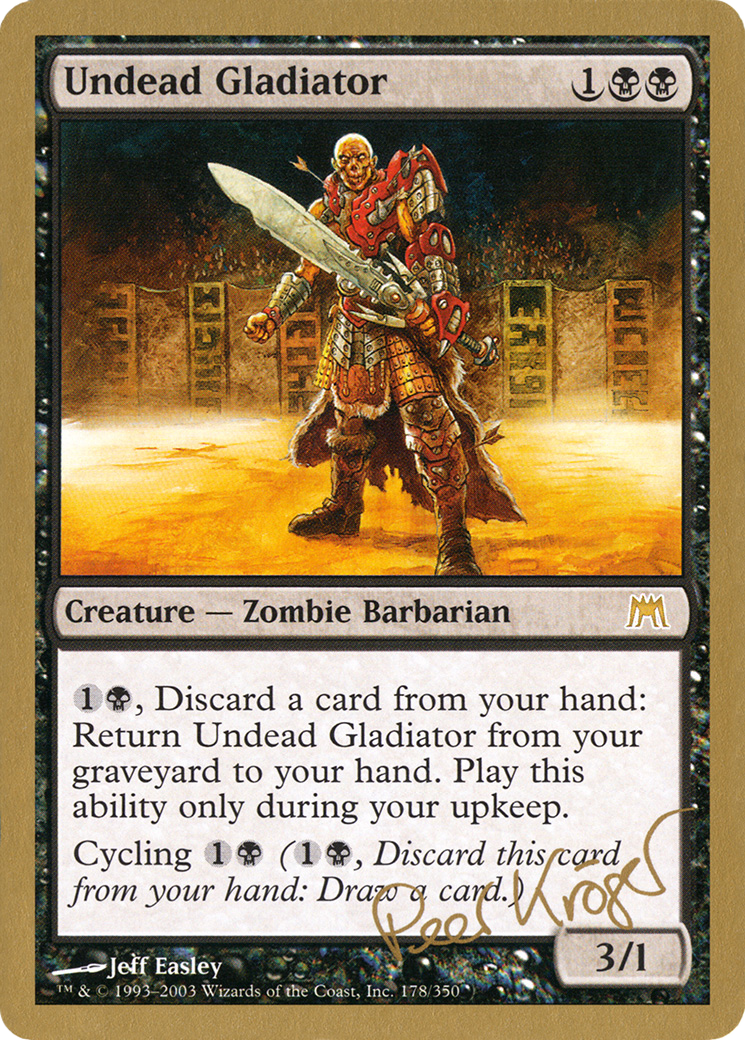 Undead Gladiator 1
Creature — Zombie Barbarian
1, Discard a card from your hand:
Return Undead Gladiator from your
graveyard to your hand. Play this
ability only during your upkeep.
Cycling 1 (1, Discard this card
from your hand: Draw a card.)
Peer Kröger
3/1
Jeff Easley
™ & © 1993–2003 Wizards of the Coast, Inc. 178/350